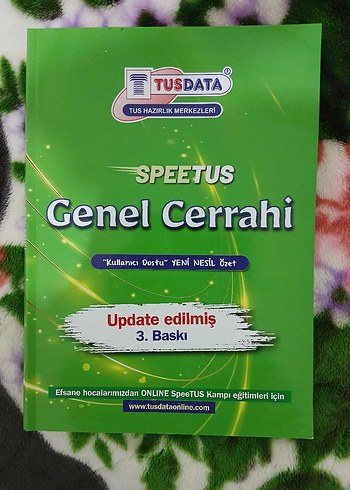 TUSDATA®
TUS HAZIRLIK MERKEZLERİ
SPEETUS
Genel Cerrahi
"Kullanıcı Dostu" YENİ NESİL Özet
Update edilmiş
3. Baskı
Efsane hocalarımızdan ONLINE SpeeTUS Kampı eğitimleri için
www.tusdataonline.com